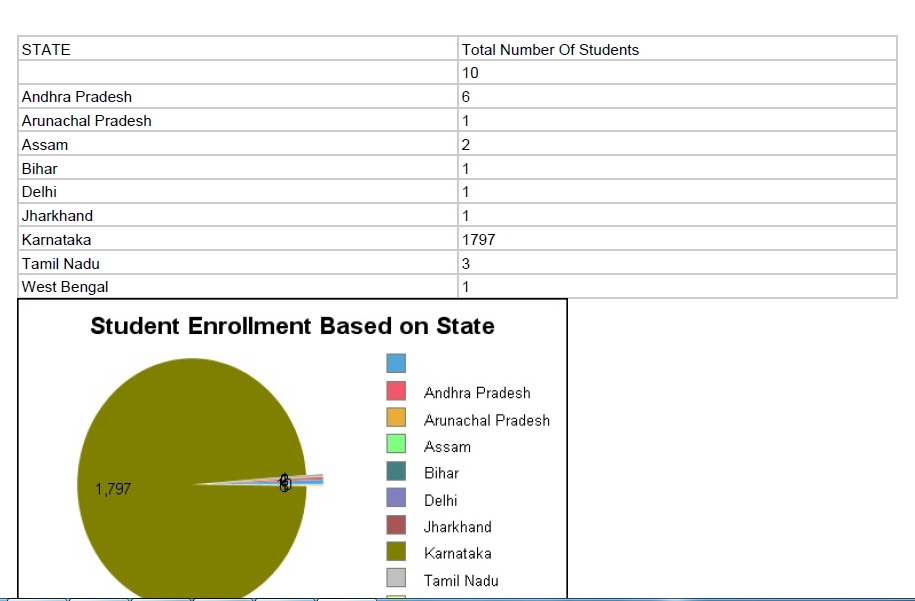 STATE Total Number Of Students
10
Andhra Pradesh 6
Arunachal Pradesh 1
Assam 2
Bihar 1
Delhi 1
Jharkhand 1
Karnataka 1797
Tamil Nadu 3
West Bengal 1
Student Enrollment Based on State
Andhra Pradesh
Arunachal Pradesh
Assam
Bihar
1,797
Delhi
Jharkhand
Karnataka
Tamil Nadu